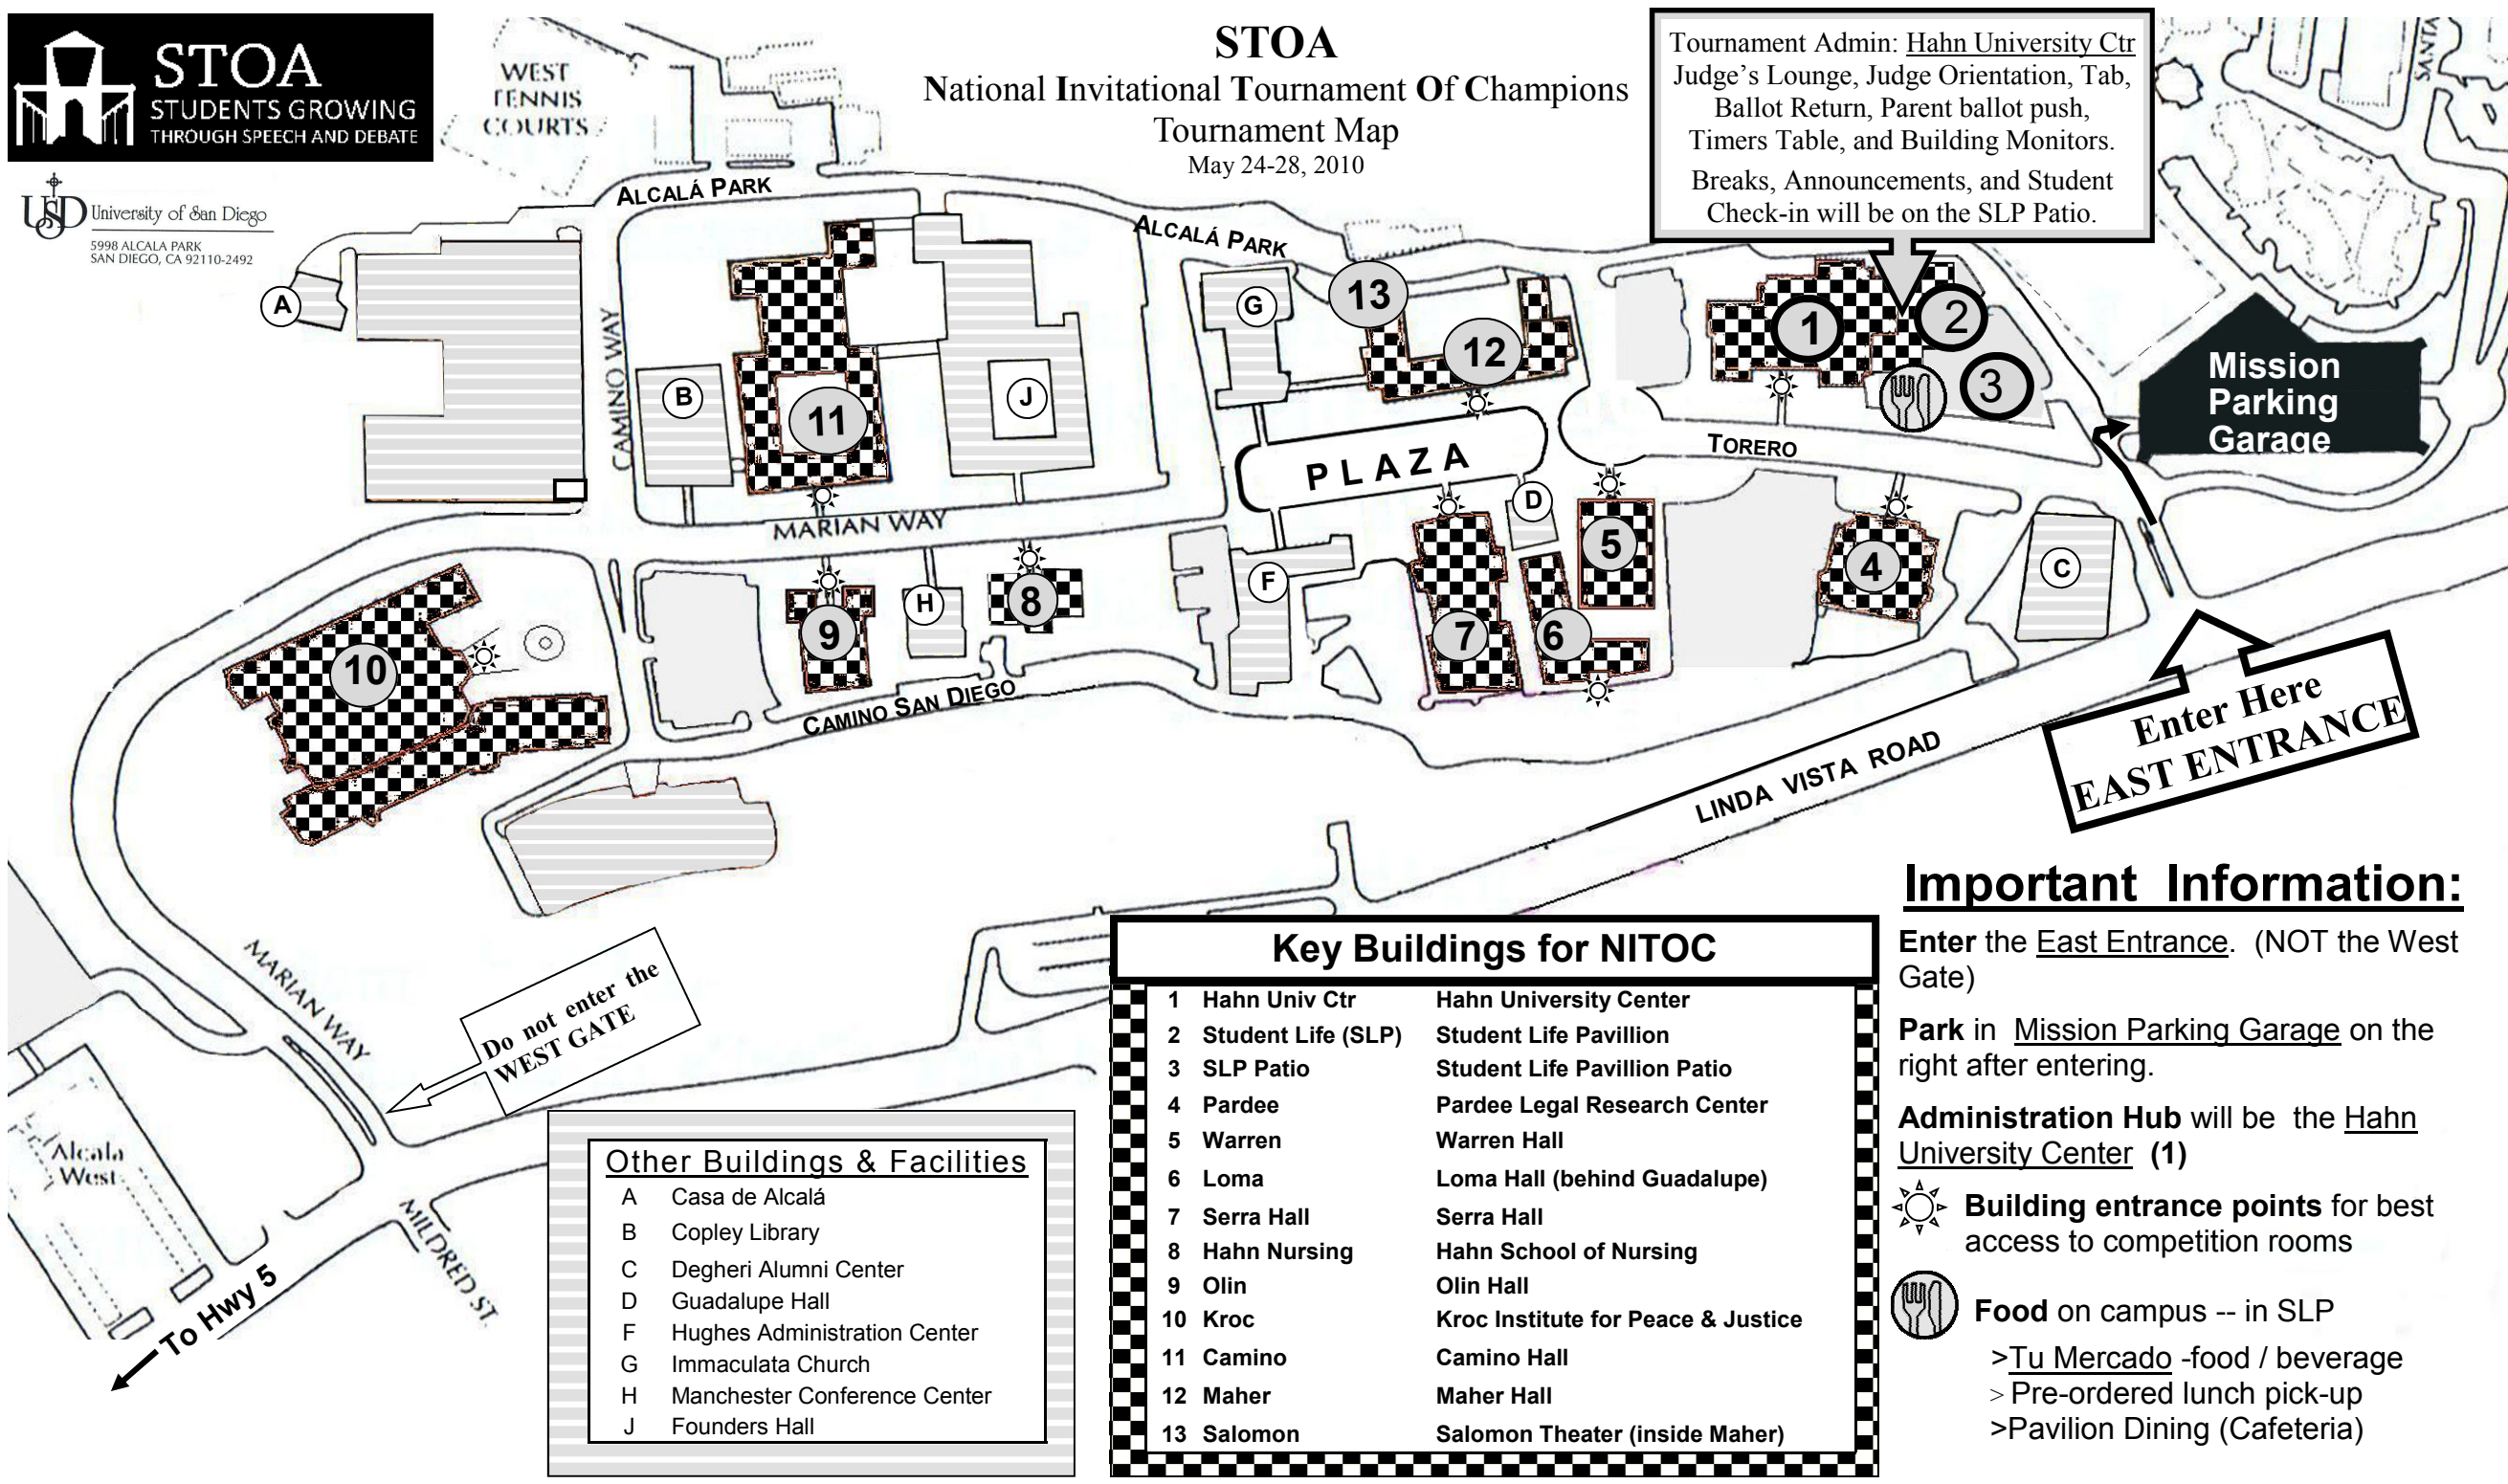 STOA
STUDENTS GROWING
THROUGH SPEECH AND DEBATE
USD University of San Diego
5998 ALCALA PARK
SAN DIEGO, CA 92110-2492
STOA
National Invitational Tournament Of Champions
Tournament Map
May 24-28, 2010
Tournament Admin: Hahn University Ctr
Judge's Lounge, Judge Orientation, Tab,
Ballot Return, Parent ballot push,
Timers Table, and Building Monitors.
Breaks, Announcements, and Student
Check-in will be on the SLP Patio.
WEST
TENNIS
COURTS
SANTA
ALCALÁ PARK
ALCALÁ PARK
CAMINO WAY
A
B
11
J
G
13
12
1
2
3
Mission
Parking
Garage
PLAZA
TORERO
MARIAN WAY
D
5
4
C
F
7
6
8
H
9
10
CAMINO SAN DIEGO
LINDA VISTA ROAD
Enter Here
EAST ENTRANCE
MARIAN WAY
Do not enter the
WEST GATE
Alcala
West
MILDRED ST.
To Hwy 5
Other Buildings & Facilities
A Casa de Alcalá
B Copley Library
C Degheri Alumni Center
D Guadalupe Hall
F Hughes Administration Center
G Immaculata Church
H Manchester Conference Center
J Founders Hall
Key Buildings for NITOC
1 Hahn Univ Ctr Hahn University Center
2 Student Life (SLP) Student Life Pavillion
3 SLP Patio Student Life Pavillion Patio
4 Pardee Pardee Legal Research Center
5 Warren Warren Hall
6 Loma Loma Hall (behind Guadalupe)
7 Serra Hall Serra Hall
8 Hahn Nursing Hahn School of Nursing
9 Olin Olin Hall
10 Kroc Kroc Institute for Peace & Justice
11 Camino Camino Hall
12 Maher Maher Hall
13 Salomon Salomon Theater (inside Maher)
Important Information:
Enter the East Entrance. (NOT the West
Gate)
Park in Mission Parking Garage on the
right after entering.
Administration Hub will be the Hahn
University Center (1)
Building entrance points for best
access to competition rooms
Food on campus -- in SLP
>Tu Mercado -food / beverage
> Pre-ordered lunch pick-up
>Pavilion Dining (Cafeteria)